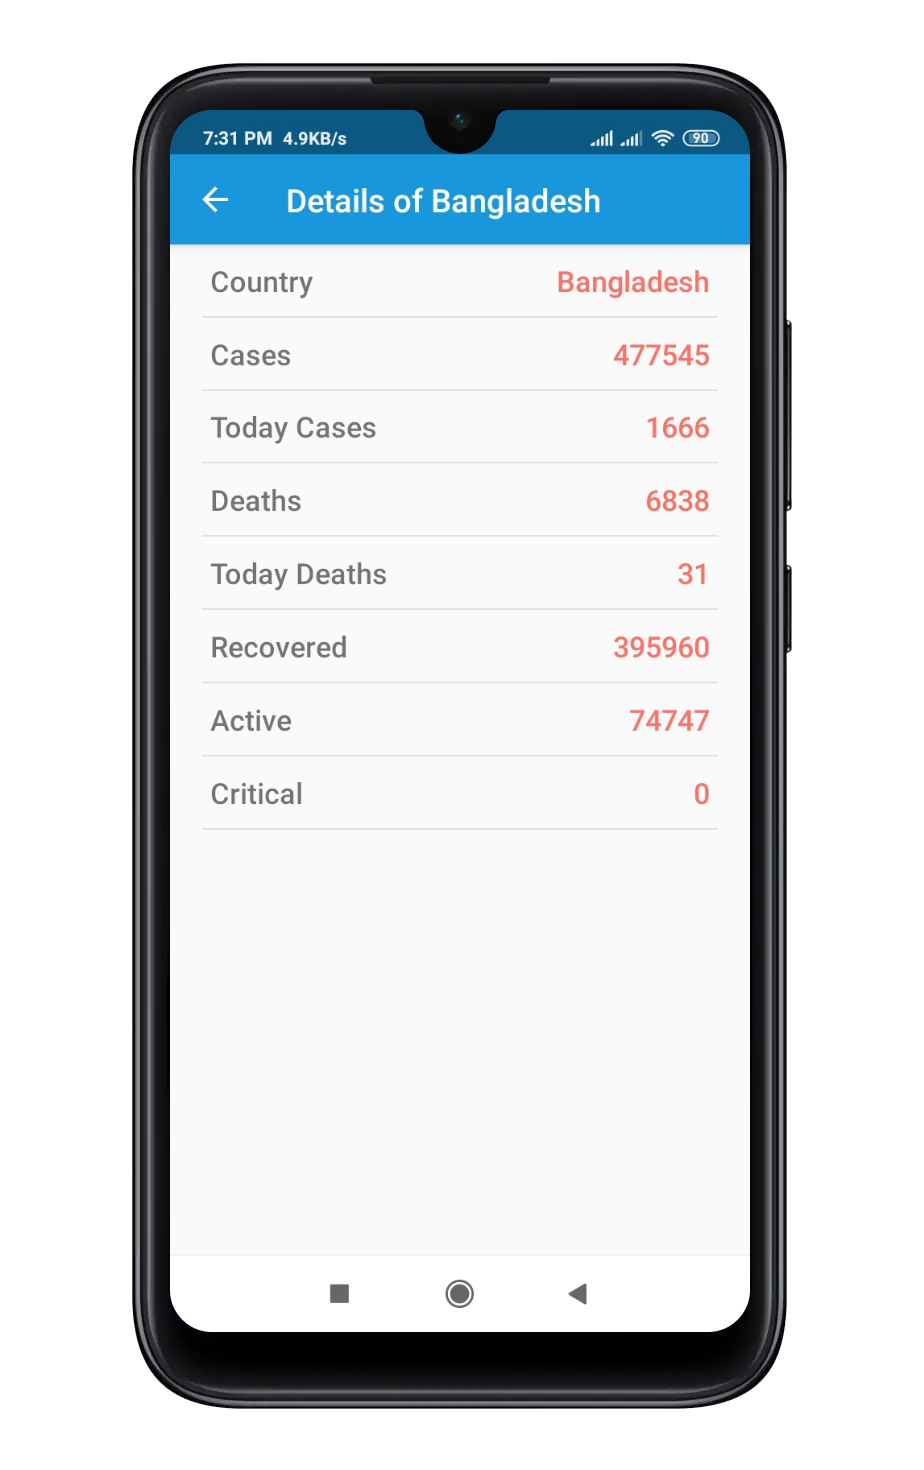 7:31 PM 4.9KB/s 90
Details of Bangladesh
Country Bangladesh
Cases 477545
Today Cases 1666
Deaths 6838
Today Deaths 31
Recovered 395960
Active 74747
Critical 0